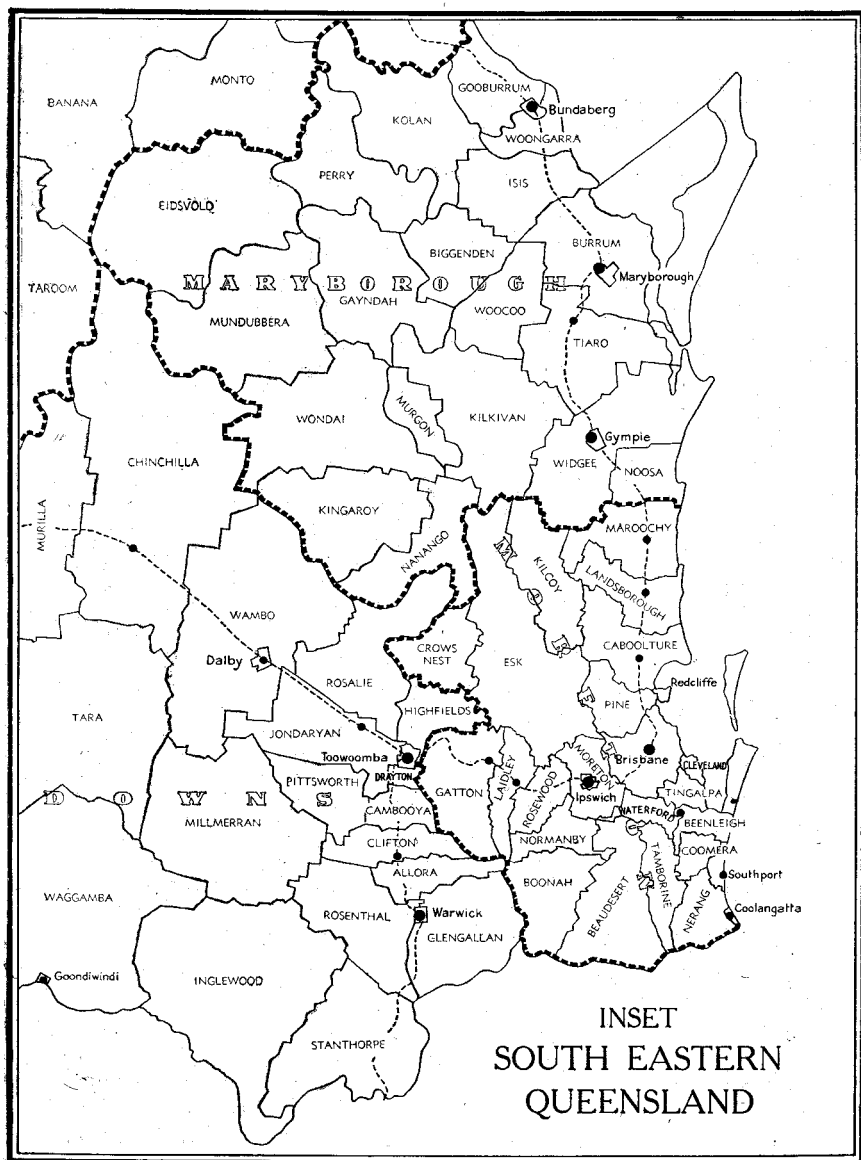 MONTO
BANANA
GOOBURRUM
Bundaberg
KOLAN
WOONGARRA
PERRY
ISIS
EIDSVOLD
BURRUM
BIGGENDEN
Maryborough
MARYBOROUGH
TAROOM
GAYNDAH
WOOCOO
MUNDUBBERA
TIARO
WONDAI
MURGON
KILKIVAN
Gympie
CHINCHILLA
WIDGEE
NOOSA
KINGAROY
MURILLA
NANANGO
MAROOCHY
KILCOY
LANDSBOROUGH
WAMBO
CROWS
NEST
CABOOLTURE
Dalby
ESK
ROSALIE
Redcliffe
PINE
HIGHFIELDS
TARA
JONDARYAN
Toowoomba
Brisbane
MORETON
CLEVELAND
DRAYTON
PITTSWORTH
GATTON
LAIDLEY
ROSEWOOD
Ipswich
TINGALPA
DOWNS
CAMBOOYA
WATERFORD
MILLMERRAN
BEENLEIGH
CLIFTON
NORMANBY
COOMERA
ALLORA
TAMBORINE
BOONAH
Southport
WAGGAMBA
BEAUDESERT
NERANG
Coolangatta
ROSENTHAL
Warwick
GLENGALLAN
Goondiwindi
INGLEWOOD
STANTHORPE
MORETON
INSET
SOUTH EASTERN
QUEENSLAND